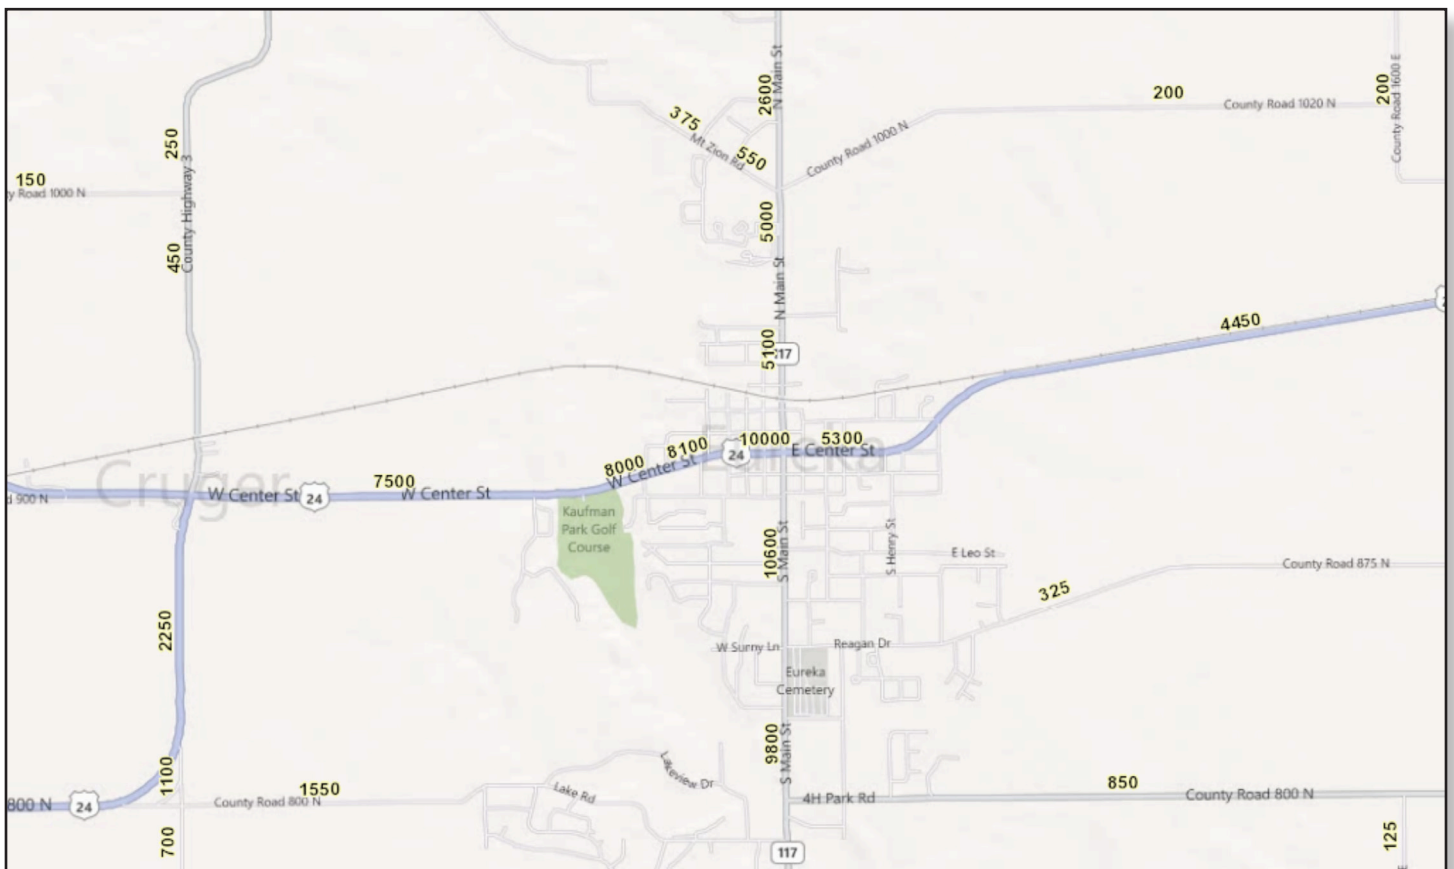 N Main St
2600
200
County Road 1020 N
200
County Road 1600 E
375
Mt Zion Rd
550
County Road 1000 N
250
150
y Road 1000 N
County Highway 3
450
5000
N Main St
4450
5100
117
Cruger
Eureka
10000
5300
8100
24
E Center St
8000
W Center St
7500
W Center St
24
W Center St
d 900 N
Kaufman
Park Golf
Course
10600
S Main St
S Henry St
E Leo St
County Road 875 N
325
2250
W Sunny Ln
Reagan Dr
Eureka
Cemetery
9800
S Main St
Lakeview Dr
Lake Rd
1100
1550
County Road 800 N
800 N
24
4H Park Rd
850
County Road 800 N
700
125
117
E